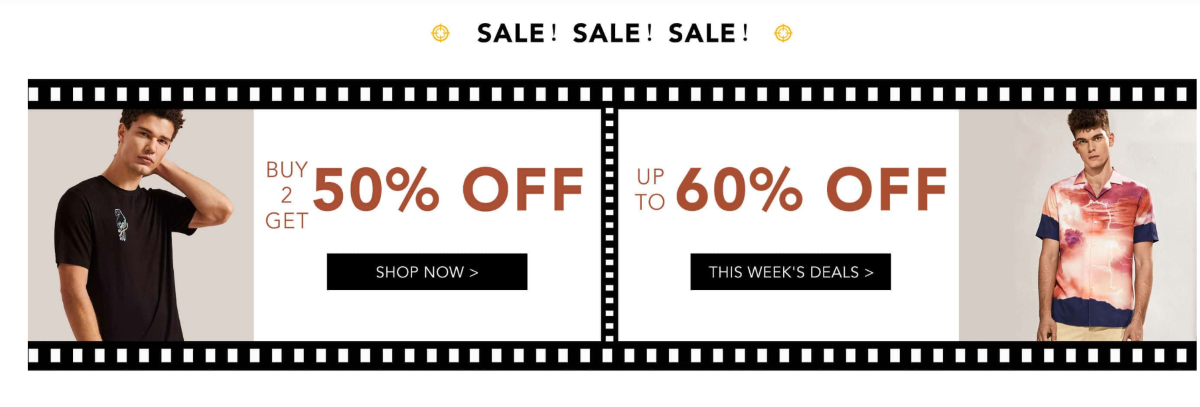 SALE! SALE! SALE!
BUY
2
GET
50% OFF
SHOP NOW >
UP
TO
60% OFF
THIS WEEK'S DEALS >